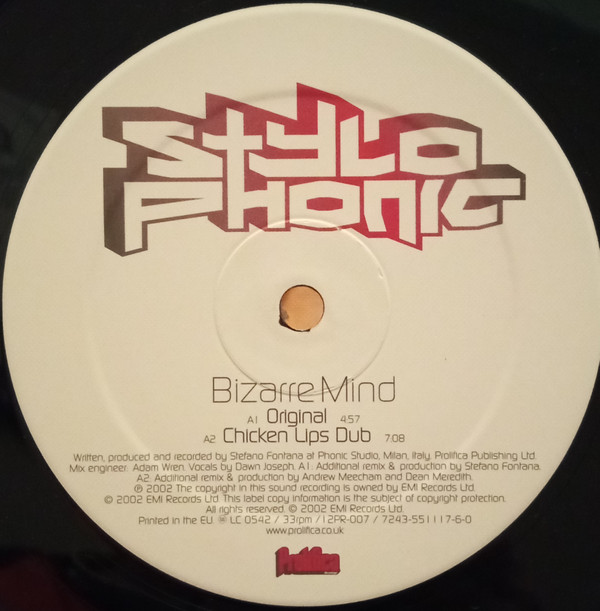 Stylo
Phonic
Bizarre Mind
A1 Original 4:57
A2 Chicken Lips Dub 7.08
Written, produced and recorded by Stefano Fontana at Phonic Studio, Milan, Italy. Prolifica Publishing Ltd.
Mix engineer: Adam Wren. Vocals by Dawn Joseph. A1. Additional remix & production by Stefano Fontana.
A2. Additional remix & production by Andrew Meecham and Dean Meredith.
℗ 2002 The copyright in this sound recording is owned by EMI Records Ltd.
© 2002 EMI Records Ltd. This label copy information is the subject of copyright protection.
All rights reserved. © 2002 EMI Records Ltd.
Printed in the EU LC 0542 / 33rpm /12PR-007 / 7243-551117-6-0
www.prolifica.co.uk
Prolifica